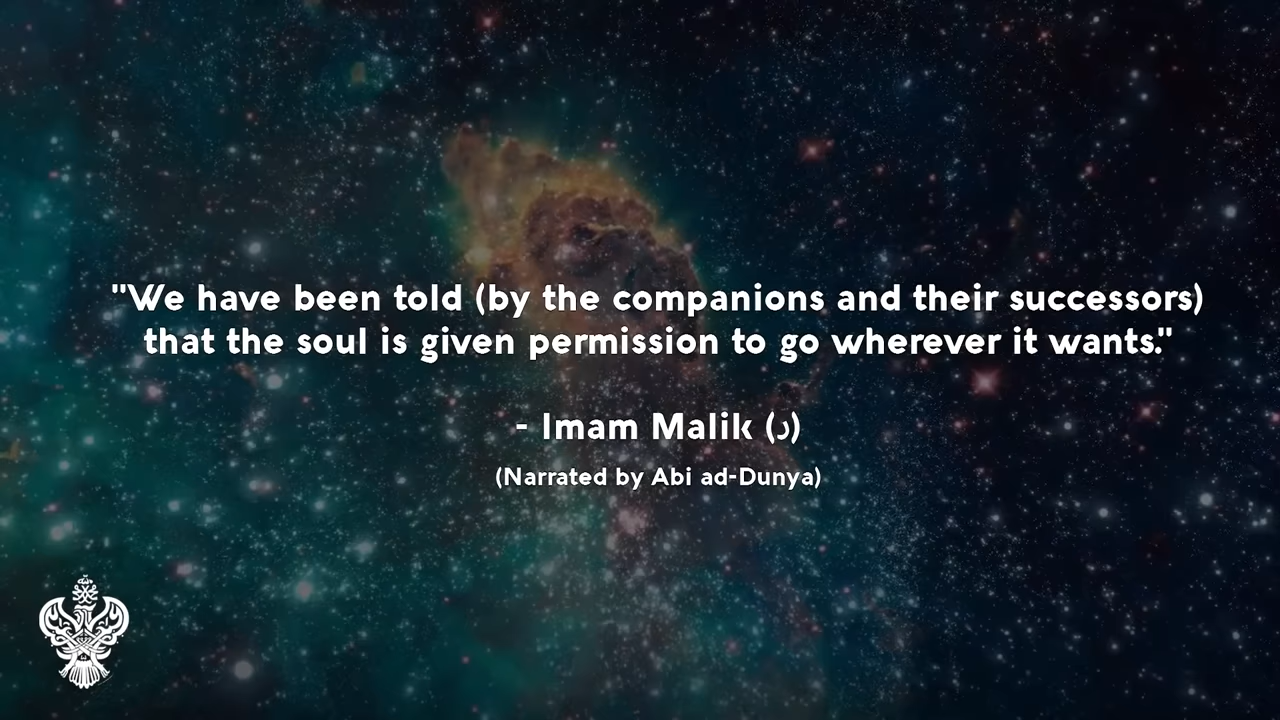 "We have been told (by the companions and their successors)
that the soul is given permission to go wherever it wants."
- Imam Malik (ر)
(Narrated by Abi ad-Dunya)